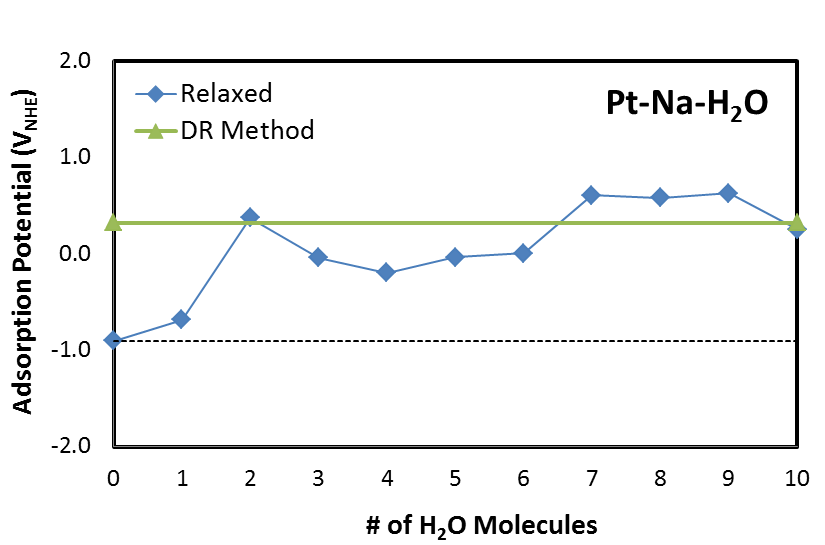 2.0
Relaxed
DR Method
Pt-Na-H₂O
1.0
0.0
-1.0
-2.0
Adsorption Potential (V_NHE)
0 1 2 3 4 5 6 7 8 9 10
# of H₂O Molecules